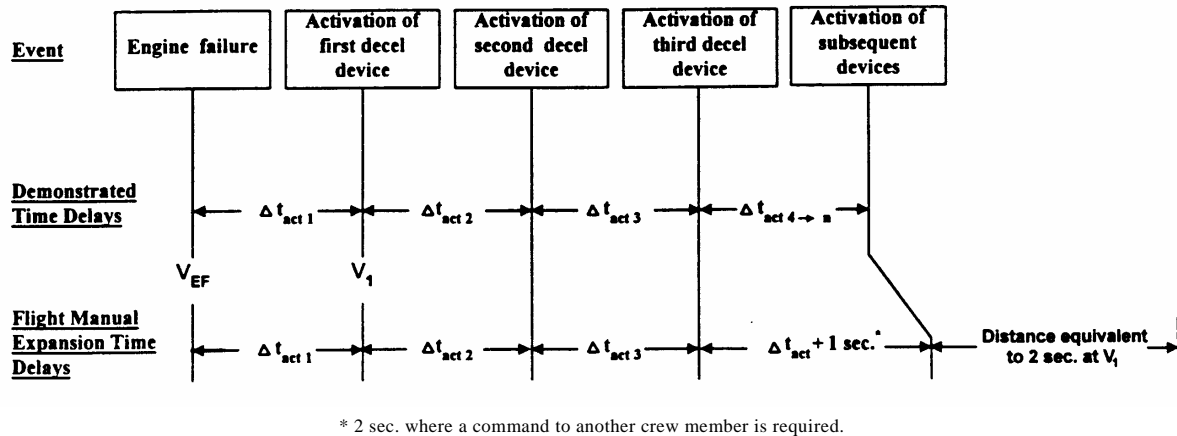 Event
Engine failure
Activation of
first decel
device
Activation of
second decel
device
Activation of
third decel
device
Activation of
subsequent
devices
Demonstrated
Time Delays
Δ t act 1
Δ t act 2
Δ t act 3
Δ t act 4→ n
V EF
V 1
Flight Manual
Expansion Time
Delays
Δ t act 1
Δ t act 2
Δ t act 3
Δ t act + 1 sec.*
Distance equivalent
to 2 sec. at V1
* 2 sec. where a command to another crew member is required.